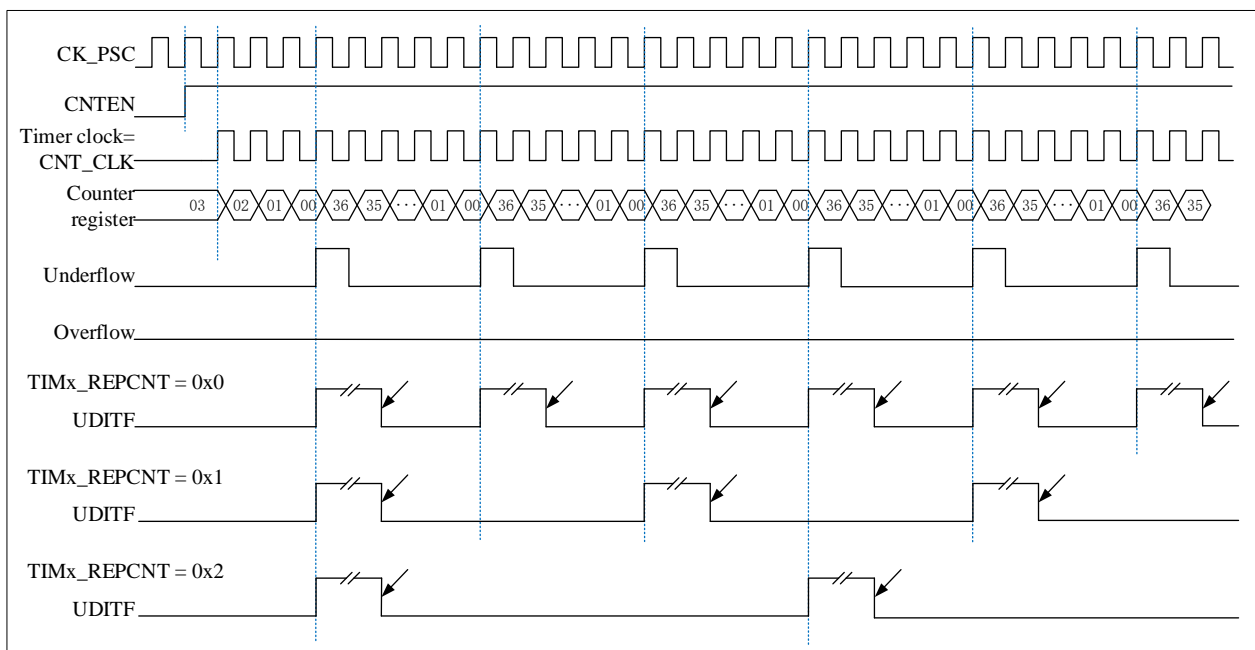 CK_PSC
CNTEN
Timer clock=
CNT_CLK
Counter
register
03 02 01 00 36 35 ··· 01 00 36 35 ··· 01 00 36 35 ··· 01 00 36 35 ··· 01 00 36 35 ··· 01 00 36 35
Underflow
Overflow
TIMx_REPCNT = 0x0
UDITF
TIMx_REPCNT = 0x1
UDITF
TIMx_REPCNT = 0x2
UDITF